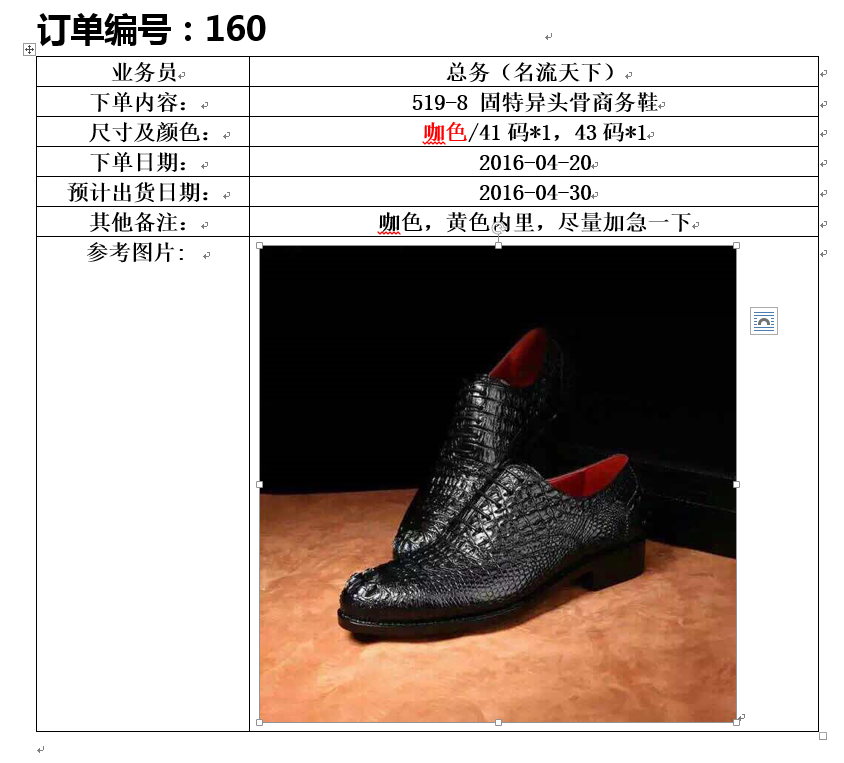 订单编号：160
业务员 总务（名流天下）
下单内容： 519-8 固特异头骨商务鞋
尺寸及颜色： 咖色/41 码*1，43 码*1
下单日期： 2016-04-20
预计出货日期： 2016-04-30
其他备注： 咖色，黄色内里，尽量加急一下
参考图片：